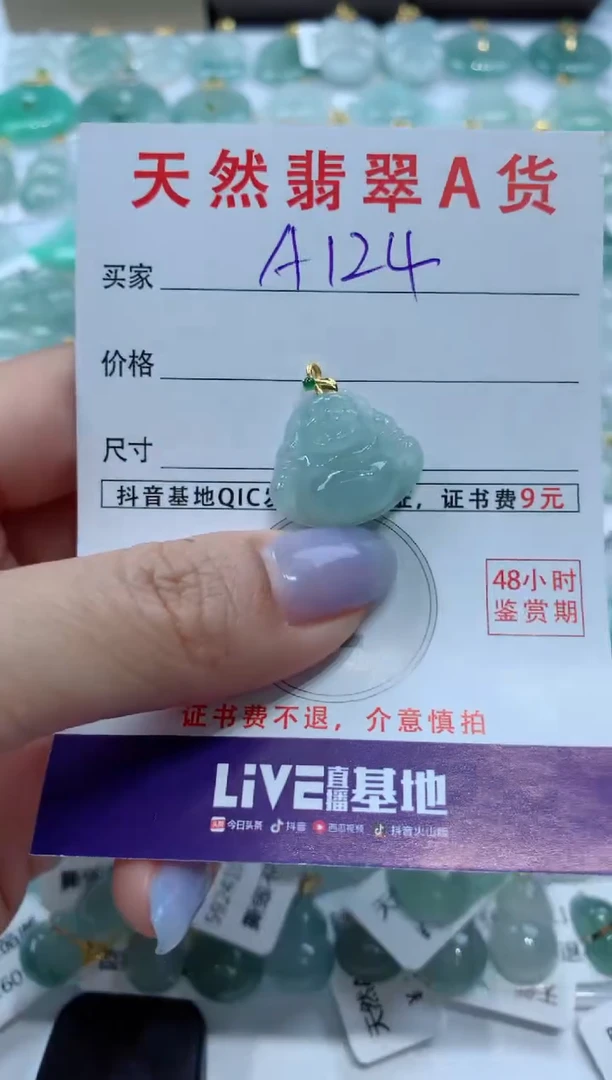 天然翡翠A货
买家 A124
价格
尺寸
抖音基地QIC发 证，证书费9元
48小时
鉴赏期
证书费不退，介意慎拍
LiVE直播基地
今日头条 抖音 西瓜视频 抖音火山版